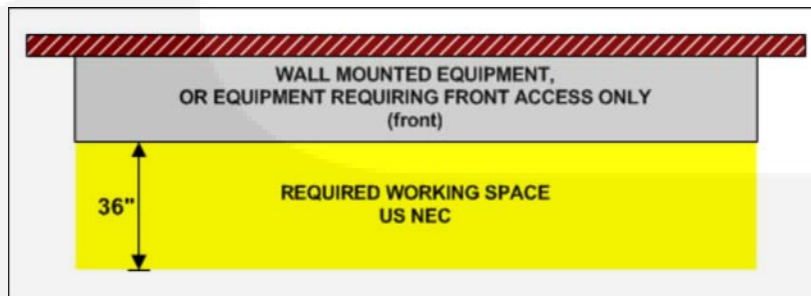 WALL MOUNTED EQUIPMENT,
OR EQUIPMENT REQUIRING FRONT ACCESS ONLY
(front)
36"
REQUIRED WORKING SPACE
US NEC